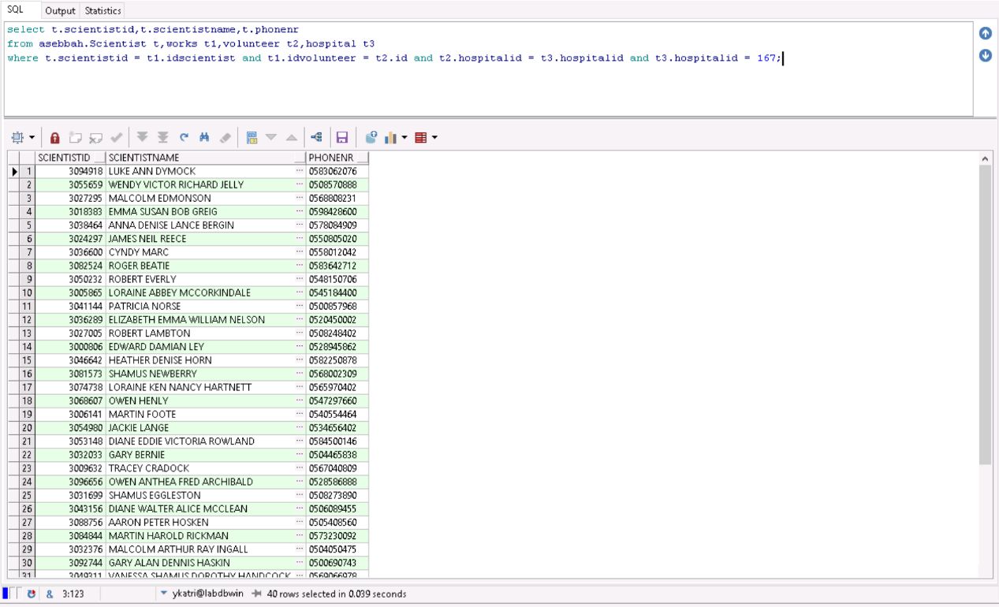 SQL Output Statistics
select t.scientistid,t.scientistname,t.phonenr
from asebbah.Scientist t,works t1,volunteer t2,hospital t3
where t.scientistid = t1.idscientist and t1.idvolunteer = t2.id and t2.hospitalid = t3.hospitalid and t3.hospitalid = 167;
SCIENTISTID SCIENTISTNAME PHONENR
1 3094918 LUKE ANN DYMOCK 0583062076
2 3055659 WENDY VICTOR RICHARD JELLY 0508570888
3 3027295 MALCOLM EDMONSON 0568808231
4 3018383 EMMA SUSAN BOB GREIG 0598428600
5 3038464 ANNA DENISE LANCE BERGIN 0578084909
6 3024297 JAMES NEIL REECE 0550805020
7 3036600 CYNDY MARC 0558012042
8 3082524 ROGER BEATIE 0583642712
9 3050232 ROBERT EVERLY 0548150706
10 3005865 LORAINE ABBEY MCCORKINDALE 0545184400
11 3041144 PATRICIA NORSE 0500857968
12 3036289 ELIZABETH EMMA WILLIAM NELSON 0520450002
13 3027005 ROBERT LAMBTON 0508248402
14 3000806 EDWARD DAMIAN LEY 0528945862
15 3046642 HEATHER DENISE HORN 0582250878
16 3081573 SHAMUS NEWBERRY 0568002309
17 3074738 LORAINE KEN NANCY HARTNETT 0565970402
18 3068607 OWEN HENLY 0547297660
19 3006141 MARTIN FOOTE 0540554464
20 3054980 JACKIE LANGE 0534656402
21 3053148 DIANE EDDIE VICTORIA ROWLAND 0584500146
22 3032033 GARY BERNIE 0504465838
23 3009632 TRACEY CRADOCK 0567040809
24 3096656 OWEN ANTHEA FRED ARCHIBALD 0528586888
25 3031699 SHAMUS EGGLESTON 0508273890
26 3043156 DIANE WALTER ALICE MCCLEAN 0506089455
27 3088756 AARON PETER HOSKEN 0505408560
28 3084844 MARTIN HAROLD RICKMAN 0573230092
29 3032376 MALCOLM ARTHUR RAY INGALL 0504050475
30 3092744 GARY ALAN DENNIS HASKIN 0500690743
31 3049311 VANESSA SHAMUS DOROTHY HANDCOCK 0569066978
& 3:123 ykatri@labdbwin 40 rows selected in 0.039 seconds